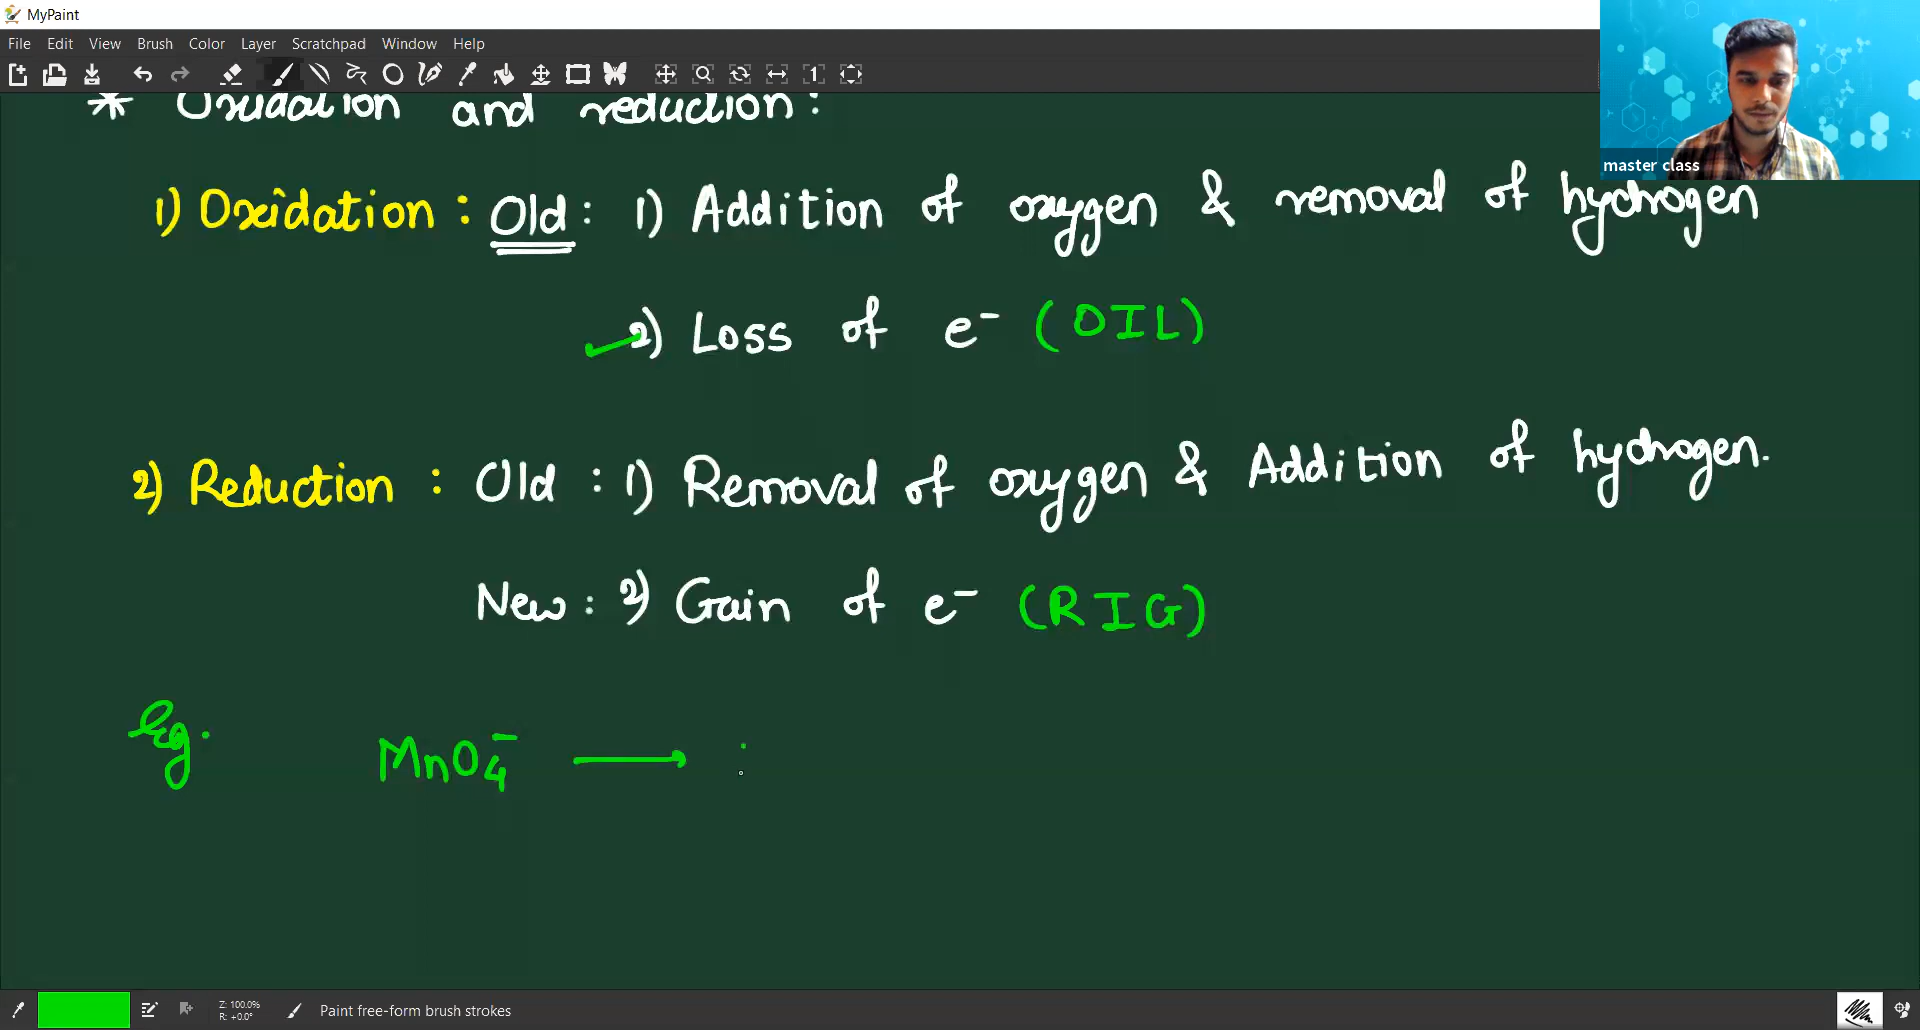 MyPaint
File Edit View Brush Color Layer Scratchpad Window Help
master class
* Oxidation and reduction:
1) Oxidation : Old : 1) Addition of oxygen & removal of hydrogen
2) Loss of e⁻ (OIL)
2) Reduction : Old : 1) Removal of oxygen & Addition of hydrogen.
New : 2) Gain of e⁻ (RIG)
Eg. MnO₄⁻ ⟶
Z: 100.0%
R: +0.0°
Paint free-form brush strokes